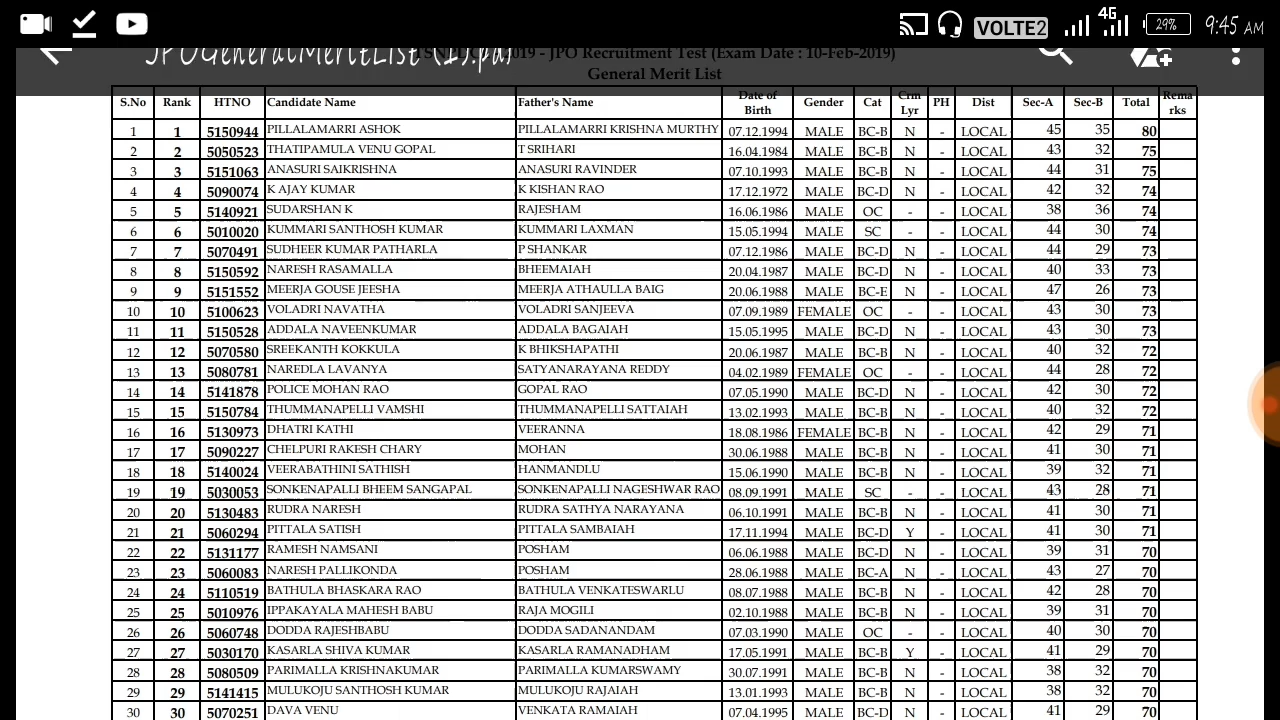 4G
VOLTE2
29%
9:45 AM
JPOGeneralMeritList (1).pdf
2019 - JPO Recruitment Test (Exam Date : 10-Feb-2019)
General Merit List
S.No Rank HTNO Candidate Name Father's Name Date of Birth Gender Cat Crm Lyr PH Dist Sec-A Sec-B Total Rema rks
1 1 5150944 PILLALAMARRI ASHOK PILLALAMARRI KRISHNA MURTHY 07.12.1994 MALE BC-B N - LOCAL 45 35 80
2 2 5050523 THATIPAMULA VENU GOPAL T SRIHARI 16.04.1984 MALE BC-B N - LOCAL 43 32 75
3 3 5151063 ANASURI SAIKRISHNA ANASURI RAVINDER 07.10.1993 MALE BC-B N - LOCAL 44 31 75
4 4 5090074 K AJAY KUMAR K KISHAN RAO 17.12.1972 MALE BC-D N - LOCAL 42 32 74
5 5 5140921 SUDARSHAN K RAJESHAM 16.06.1986 MALE OC - - LOCAL 38 36 74
6 6 5010020 KUMMARI SANTHOSH KUMAR KUMMARI LAXMAN 15.05.1994 MALE SC - - LOCAL 44 30 74
7 7 5070491 SUDHEER KUMAR PATHARLA P SHANKAR 07.12.1986 MALE BC-D N - LOCAL 44 29 73
8 8 5150592 NARESH RASAMALLA BHEEMAIAH 20.04.1987 MALE BC-D N - LOCAL 40 33 73
9 9 5151552 MEERJA GOUSE JEESHA MEERJA ATHAULLA BAIG 20.06.1988 MALE BC-E N - LOCAL 47 26 73
10 10 5100623 VOLADRI NAVATHA VOLADRI SANJEEVA 07.09.1989 FEMALE OC - - LOCAL 43 30 73
11 11 5150528 ADDALA NAVEENKUMAR ADDALA BAGAIAH 15.05.1995 MALE BC-D N - LOCAL 43 30 73
12 12 5070580 SREEKANTH KOKKULA K BHIKSHAPATHI 20.06.1987 MALE BC-B N - LOCAL 40 32 72
13 13 5080781 NAREDLA LAVANYA SATYANARAYANA REDDY 04.02.1989 FEMALE OC - - LOCAL 44 28 72
14 14 5141878 POLICE MOHAN RAO GOPAL RAO 07.05.1990 MALE BC-D N - LOCAL 42 30 72
15 15 5150784 THUMMANAPELLI VAMSHI THUMMANAPELLI SATTAIAH 13.02.1993 MALE BC-B N - LOCAL 40 32 72
16 16 5130973 DHATRI KATHI VEERANNA 18.08.1986 FEMALE BC-B N - LOCAL 42 29 71
17 17 5090227 CHELPURI RAKESH CHARY MOHAN 30.06.1988 MALE BC-B N - LOCAL 41 30 71
18 18 5140024 VEERABATHINI SATHISH HANMANDLU 15.06.1990 MALE BC-B N - LOCAL 39 32 71
19 19 5030053 SONKENAPALLI BHEEM SANGAPAL SONKENAPALLI NAGESHWAR RAO 08.09.1991 MALE SC - - LOCAL 43 28 71
20 20 5130483 RUDRA NARESH RUDRA SATHYA NARAYANA 06.10.1991 MALE BC-B N - LOCAL 41 30 71
21 21 5060294 PITTALA SATISH PITTALA SAMBAIAH 17.11.1994 MALE BC-D Y - LOCAL 41 30 71
22 22 5131177 RAMESH NAMSANI POSHAM 06.06.1988 MALE BC-D N - LOCAL 39 31 70
23 23 5060083 NARESH PALLIKONDA POSHAM 28.06.1988 MALE BC-A N - LOCAL 43 27 70
24 24 5110519 BATHULA BHASKARA RAO BATHULA VENKATESWARLU 08.07.1988 MALE BC-B N - LOCAL 42 28 70
25 25 5010976 IPPAKAYALA MAHESH BABU RAJA MOGILI 02.10.1988 MALE BC-B N - LOCAL 39 31 70
26 26 5060748 DODDA RAJESHBABU DODDA SADANANDAM 07.03.1990 MALE OC - - LOCAL 40 30 70
27 27 5030170 KASARLA SHIVA KUMAR KASARLA RAMANADHAM 17.05.1991 MALE BC-B Y - LOCAL 41 29 70
28 28 5080509 PARIMALLA KRISHNAKUMAR PARIMALLA KUMARSWAMY 30.07.1991 MALE BC-B N - LOCAL 38 32 70
29 29 5141415 MULUKOJU SANTHOSH KUMAR MULUKOJU RAJAIAH 13.01.1993 MALE BC-B N - LOCAL 38 32 70
30 30 5070251 DAVA VENU VENKATA RAMAIAH 07.04.1995 MALE BC-D N - LOCAL 41 29 70